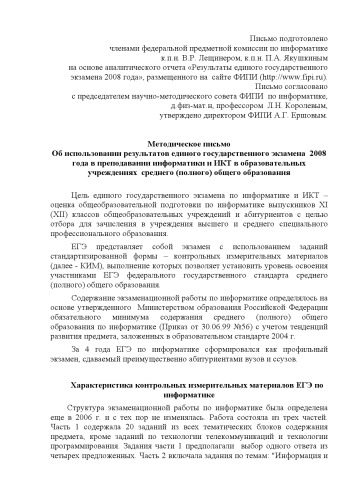 Письмо подготовлено
членами федеральной предметной комиссии по информатике
к.п.н. В.Р. Лещинером, к.п.н. П.А. Якушкиным
на основе аналитического отчета «Результаты единого государственного
экзамена 2008 года», размещенного на сайте ФИПИ (http://www.fipi.ru).
Письмо согласовано
с председателем научно-методического совета ФИПИ по информатике,
д.физ-мат.н, профессором Л.Н. Королевым,
утверждено директором ФИПИ А.Г. Ершовым.
Методическое письмо
Об использовании результатов единого государственного экзамена 2008
года в преподавании информатики и ИКТ в образовательных
учреждениях среднего (полного) общего образования
Цель единого государственного экзамена по информатике и ИКТ –
оценка общеобразовательной подготовки по информатике выпускников XI
(XII) классов общеобразовательных учреждений и абитуриентов с целью
отбора для зачисления в учреждения высшего и среднего специального
профессионального образования.
ЕГЭ представляет собой экзамен с использованием заданий
стандартизированной формы – контрольных измерительных материалов
(далее - КИМ), выполнение которых позволяет установить уровень освоения
участниками ЕГЭ федерального государственного стандарта среднего
(полного) общего образования.
Содержание экзаменационной работы по информатике определялось на
основе утвержденного Министерством образования Российской Федерации
обязательного минимума содержания среднего (полного) общего
образования по информатике (Приказ от 30.06.99 №56) с учетом тенденций
развития предмета, заложенных в образовательном стандарте 2004 г.
За 4 года ЕГЭ по информатике сформировался как профильный
экзамен, сдаваемый преимущественно абитуриентами вузов и ссузов.
Характеристика контрольных измерительных материалов ЕГЭ по
информатике
Структура экзаменационной работы по информатике была определена
еще в 2006 г. и с тех пор не изменялась. Работа состояла из трех частей.
Часть 1 содержала 20 заданий из всех тематических блоков содержания
предмета, кроме заданий по технологии телекоммуникаций и технологии
программирования. Задания части 1 предполагали выбор одного ответа из
четырех предложенных. Часть 2 включала задания по темам: "Информация и